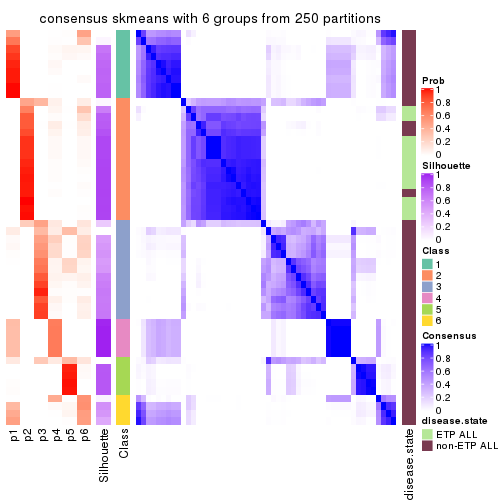 consensus skmeans with 6 groups from 250 partitions
Prob
1
0.8
0.6
0.4
0.2
0
Silhouette
1
0.8
0.6
0.4
0.2
0
Class
1
2
3
4
5
6
Consensus
1
0.8
0.6
0.4
0.2
0
disease.state
ETP ALL
non-ETP ALL
p1
p2
p3
p4
p5
p6
Silhouette
Class
disease.state